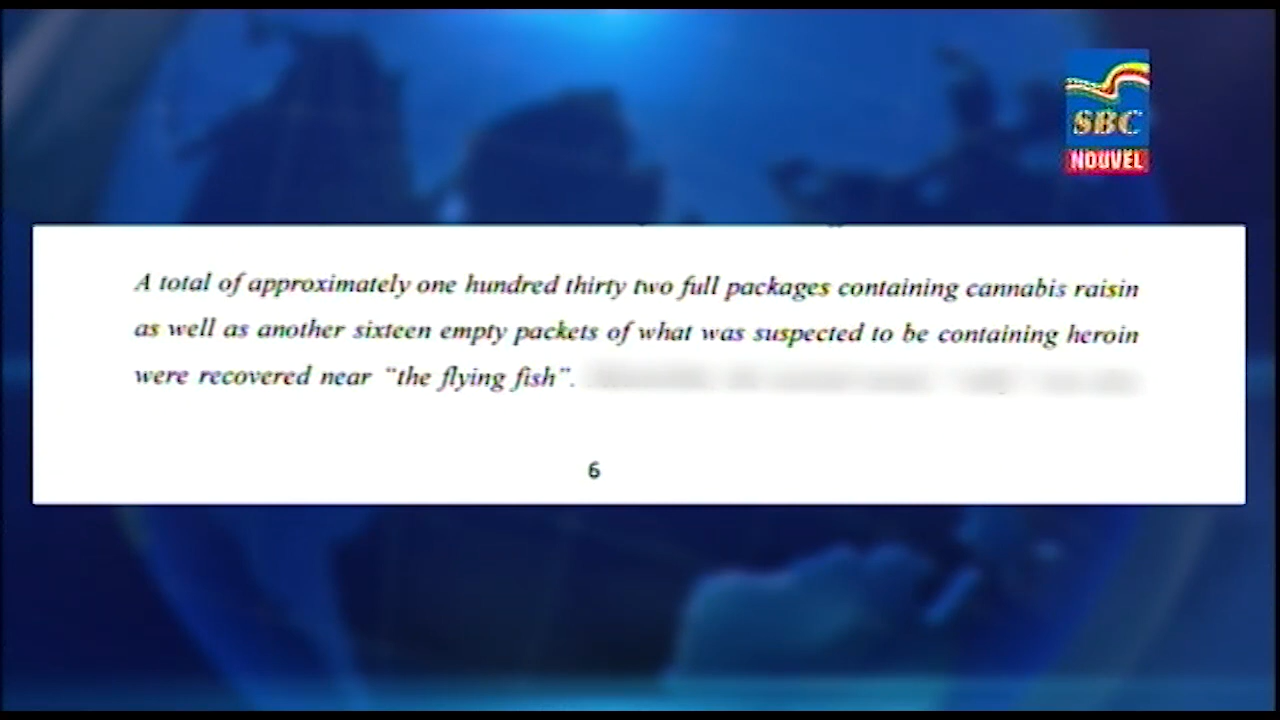 SBC
NOUVEL
A total of approximately one hundred thirty two full packages containing cannabis raisin
as well as another sixteen empty packets of what was suspected to be containing heroin
were recovered near “the flying fish”.
6